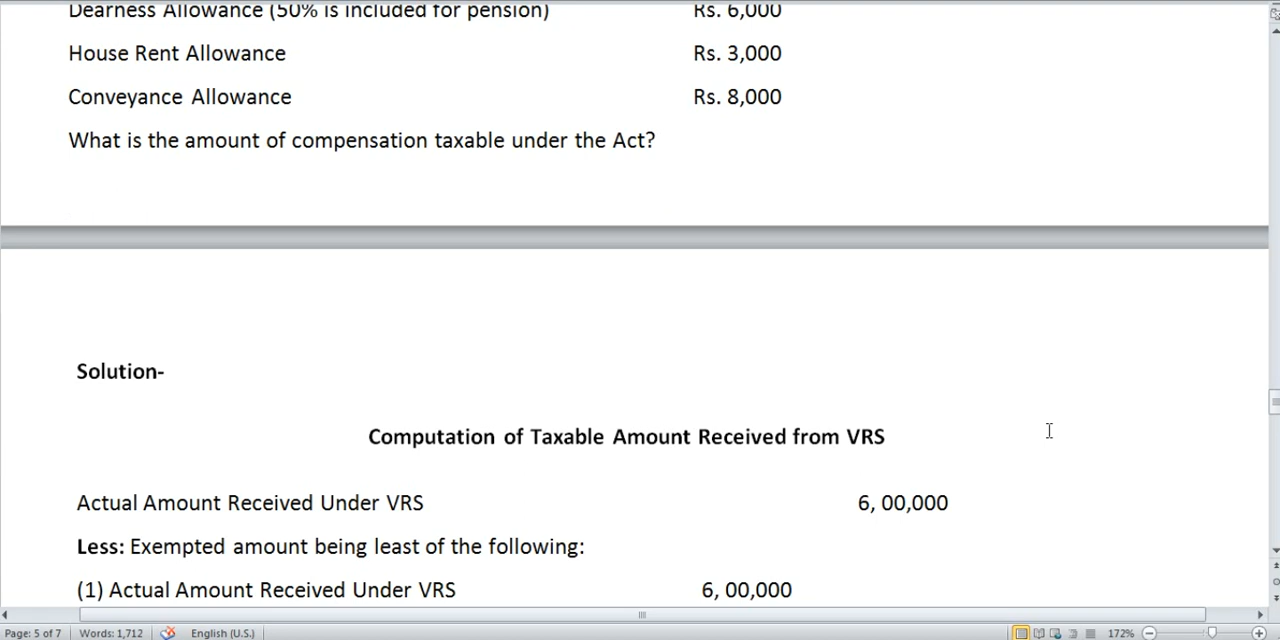 Dearness Allowance (50% is included for pension) Rs. 6,000
House Rent Allowance Rs. 3,000
Conveyance Allowance Rs. 8,000
What is the amount of compensation taxable under the Act?
Solution-
Computation of Taxable Amount Received from VRS
Actual Amount Received Under VRS 6, 00,000
Less: Exempted amount being least of the following:
(1) Actual Amount Received Under VRS 6, 00,000
Page: 5 of 7 Words: 1,712 English (U.S.) 172%